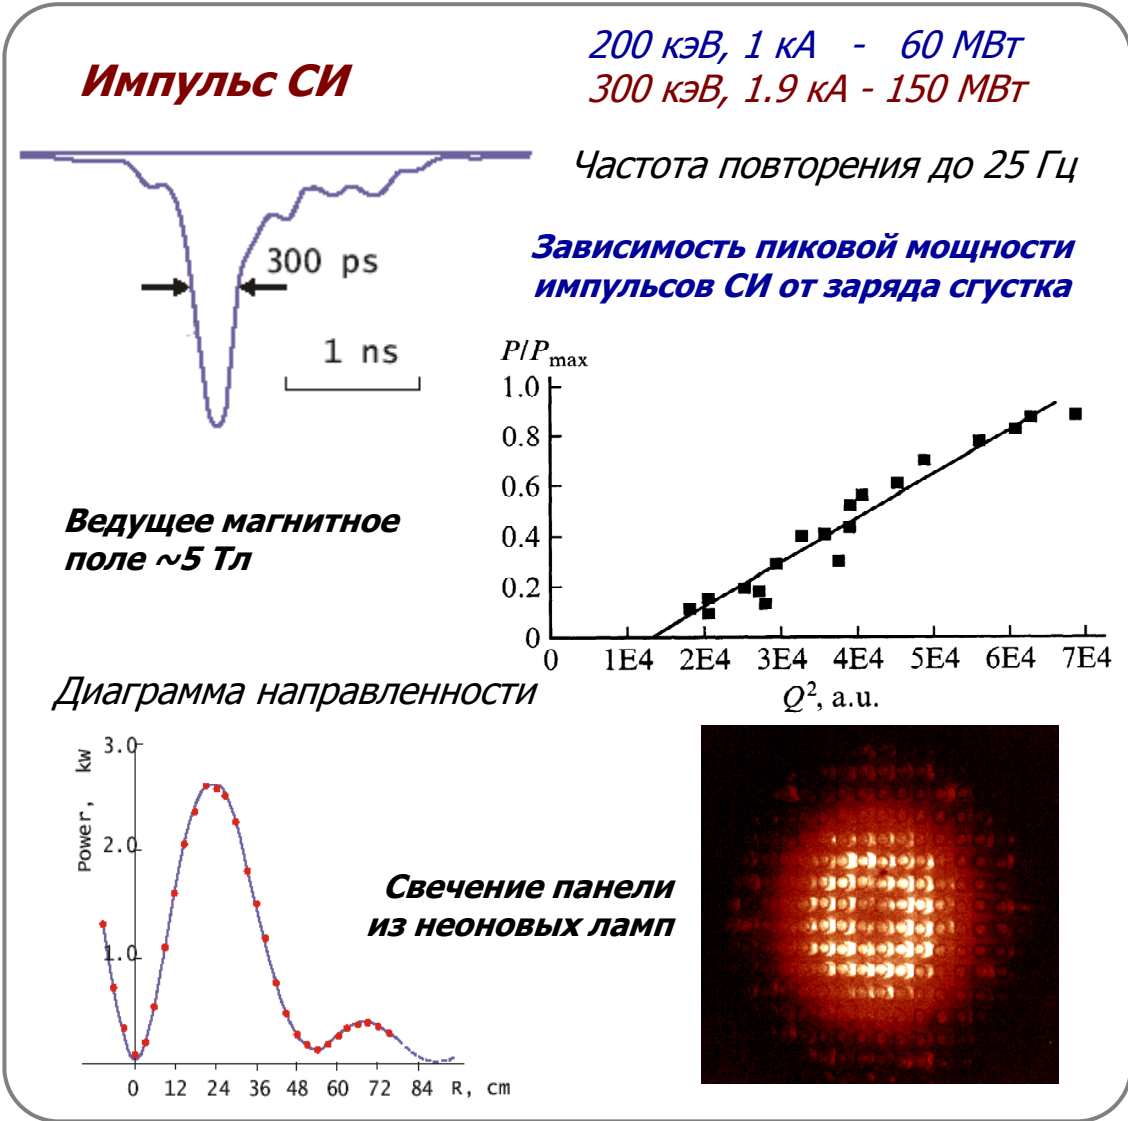 Импульс СИ
200 кэВ, 1 кА - 60 МВт
300 кэВ, 1.9 кА - 150 МВт
Частота повторения до 25 Гц
300 ps
1 ns
Зависимость пиковой мощности
импульсов СИ от заряда сгустка
P/Pmax
1.0
0.8
0.6
0.4
0.2
0
0 1E4 2E4 3E4 4E4 5E4 6E4 7E4
Q², a.u.
Ведущее магнитное
поле ~5 Тл
Диаграмма направленности
Power, kw
3.0
2.0
1.0
0 12 24 36 48 60 72 84 R, cm
Свечение панели
из неоновых ламп